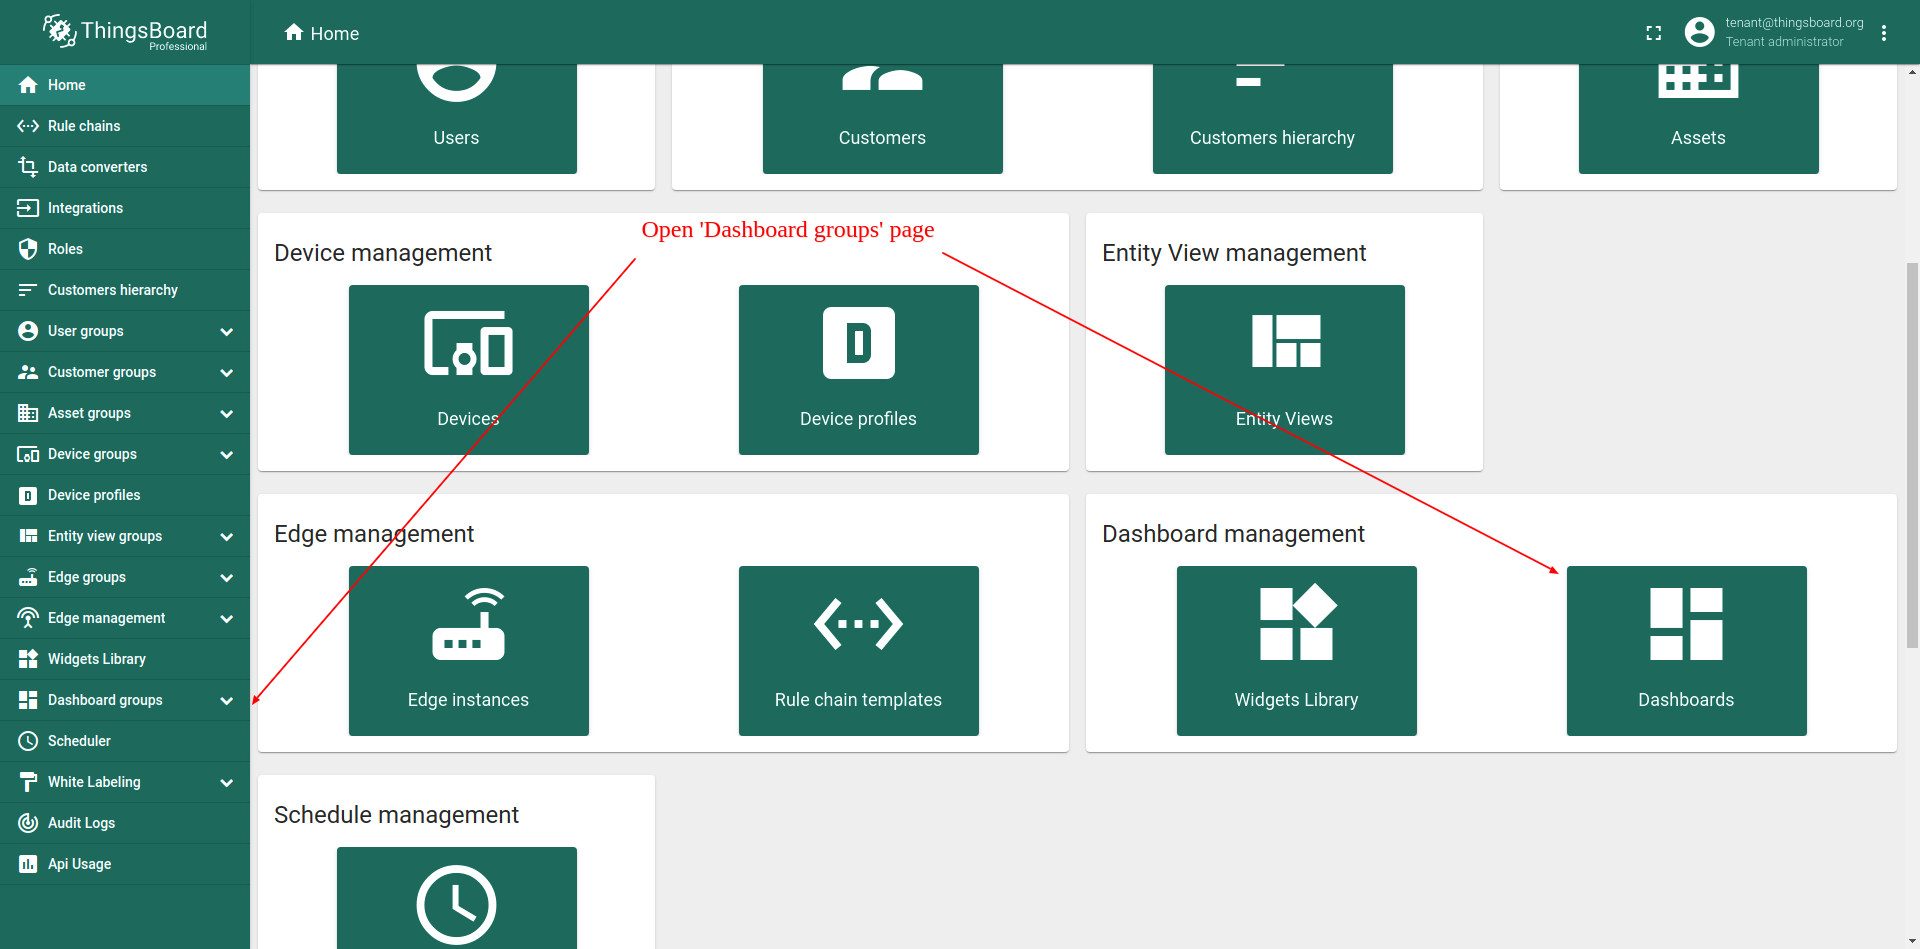 ThingsBoard
Professional
Home
tenant@thingsboard.org
Tenant administrator
Home
Rule chains
Data converters
Integrations
Roles
Customers hierarchy
User groups
Customer groups
Asset groups
Device groups
Device profiles
Entity view groups
Edge groups
Edge management
Widgets Library
Dashboard groups
Scheduler
White Labeling
Audit Logs
Api Usage
Users
Customers
Customers hierarchy
Assets
Open 'Dashboard groups' page
Device management
Devices
D
Device profiles
Entity View management
Entity Views
Edge management
Edge instances
Rule chain templates
Dashboard management
Widgets Library
Dashboards
Schedule management